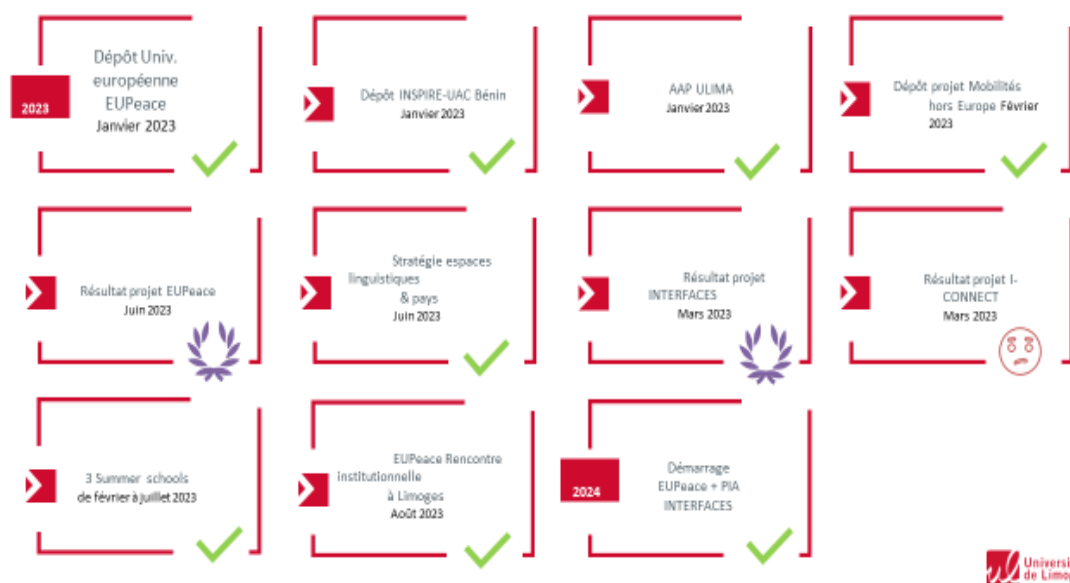 2023
Dépôt Univ.
européenne
EUPeace
Janvier 2023
Dépôt INSPIRE-UAC Bénin
Janvier 2023
AAP ULIMA
Janvier 2023
Dépôt projet Mobilités
hors Europe Février
2023
Résultat projet EUPeace
Juin 2023
Stratégie espaces
linguistiques
& pays
Juin 2023
Résultat projet
INTERFACES
Mars 2023
Résultat projet I-
CONNECT
Mars 2023
3 Summer schools
de février à juillet 2023
EUPeace Rencontre
institutionnelle
à Limoges
Août 2023
2024
Démarrage
EUPeace + PIA
INTERFACES
Universi
de Limo